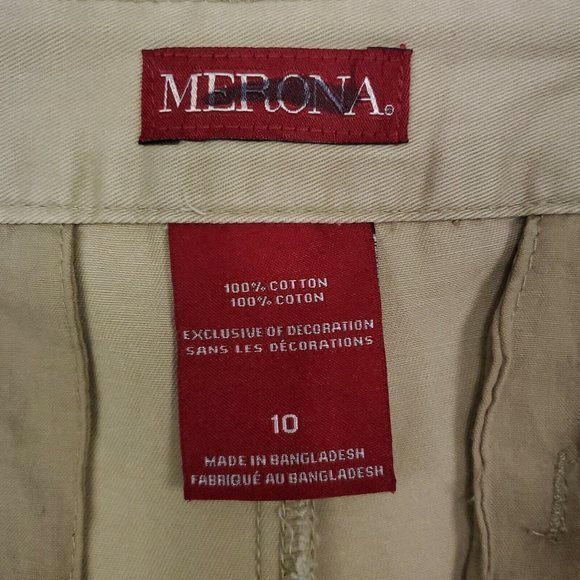 MERONA®
100% COTTON
100% COTON
EXCLUSIVE OF DECORATION
SANS LES DÉCORATIONS
10
MADE IN BANGLADESH
FABRIQUÉ AU BANGLADESH